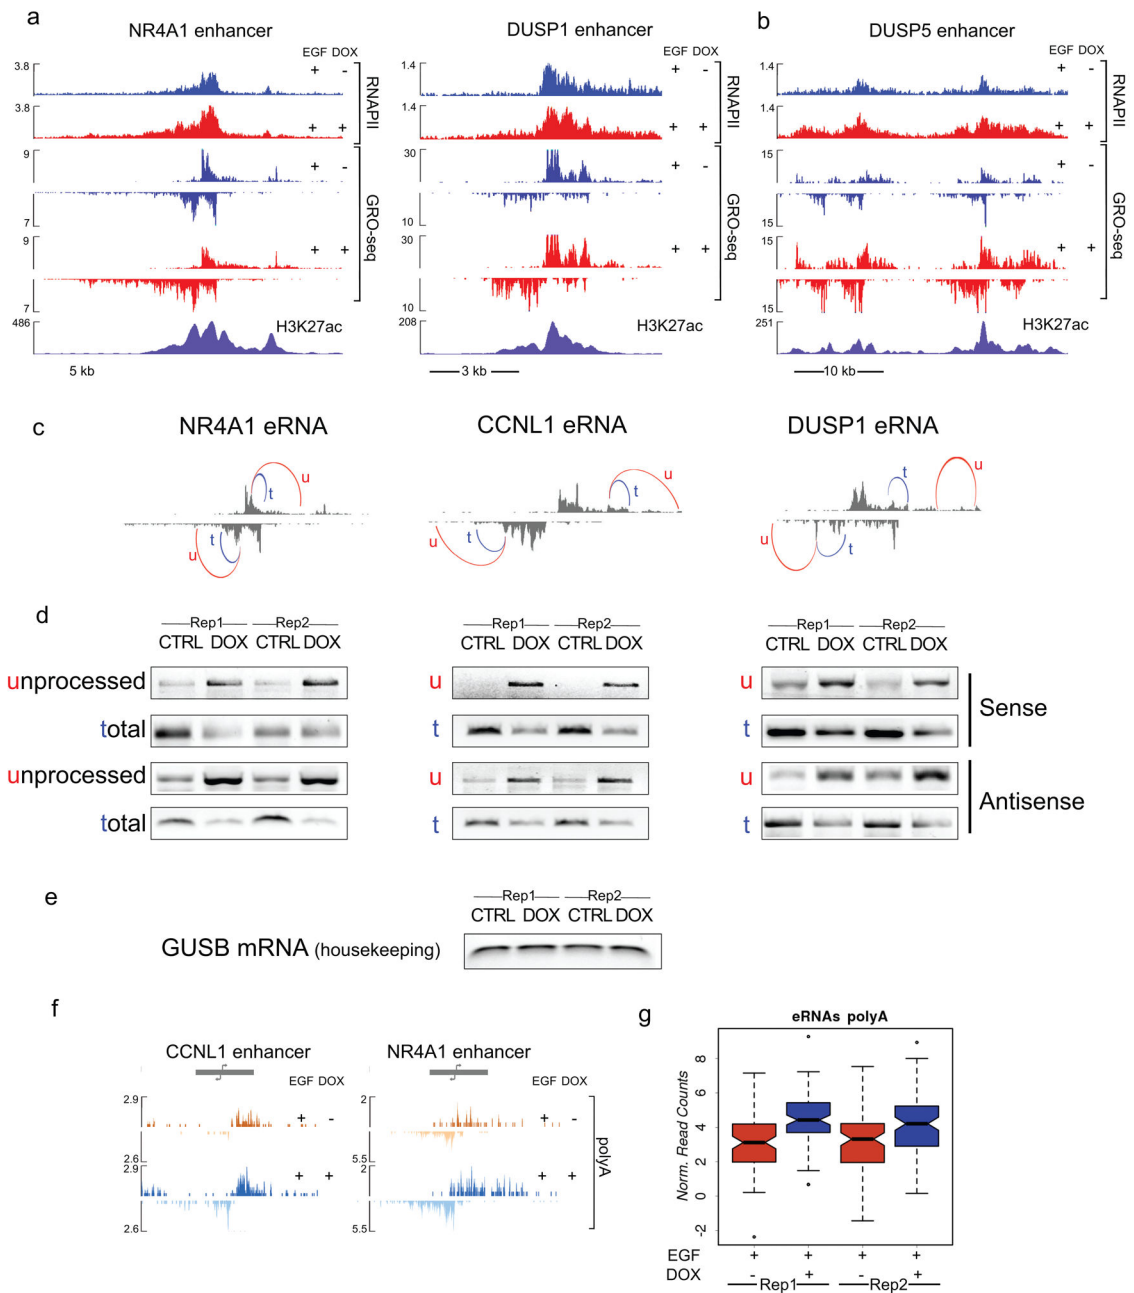 a
NR4A1 enhancer
DUSP1 enhancer
b
DUSP5 enhancer
EGF DOX
EGF DOX
EGF DOX
3.8
+ -
1.4
+ -
1.4
+ -
RNAPII
RNAPII
RNAPII
3.8
+ +
1.4
+ +
1.4
+ +
9
+ -
30
+ -
15
+ -
7
10
15
GRO-seq
GRO-seq
GRO-seq
9
+ +
30
+ +
15
+ +
7
10
15
486
H3K27ac
208
H3K27ac
251
H3K27ac
5 kb
3 kb
10 kb
c
NR4A1 eRNA
CCNL1 eRNA
DUSP1 eRNA
u
t
t
u
u
t
t
u
u
t
t
u
d
Rep1 Rep2
CTRL DOX CTRL DOX
Rep1 Rep2
CTRL DOX CTRL DOX
Rep1 Rep2
CTRL DOX CTRL DOX
unprocessed
u
u
Sense
total
t
t
unprocessed
u
u
Antisense
total
t
t
e
Rep1 Rep2
CTRL DOX CTRL DOX
GUSB mRNA (housekeeping)
f
CCNL1 enhancer
NR4A1 enhancer
EGF DOX
EGF DOX
2.9
+ -
2
+ -
2.6
5.5
polyA
2.9
+ +
2
+ +
2.6
5.5
g
eRNAs polyA
Norm. Read Counts
8
6
4
2
0
-2
EGF + + + +
DOX - + - +
Rep1 Rep2